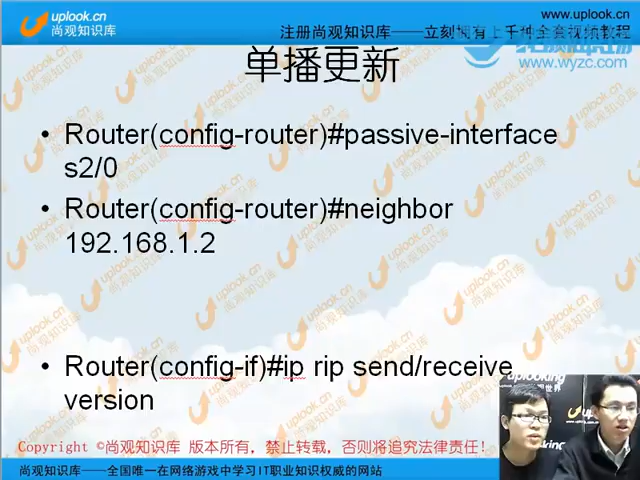 uplook.cn
尚观知识库
www.uplook.cn
注册尚观知识库——立刻拥有上千种全套视频教程
www.wyzc.com
单播更新
• Router(config-router)#passive-interface
s2/0
• Router(config-router)#neighbor
192.168.1.2
• Router(config-if)#ip rip send/receive
version
Copyright ©尚观知识库 版本所有，禁止转载，否则将追究法律责任！
尚观知识库——全国唯一在网络游戏中学习IT职业知识权威的网站